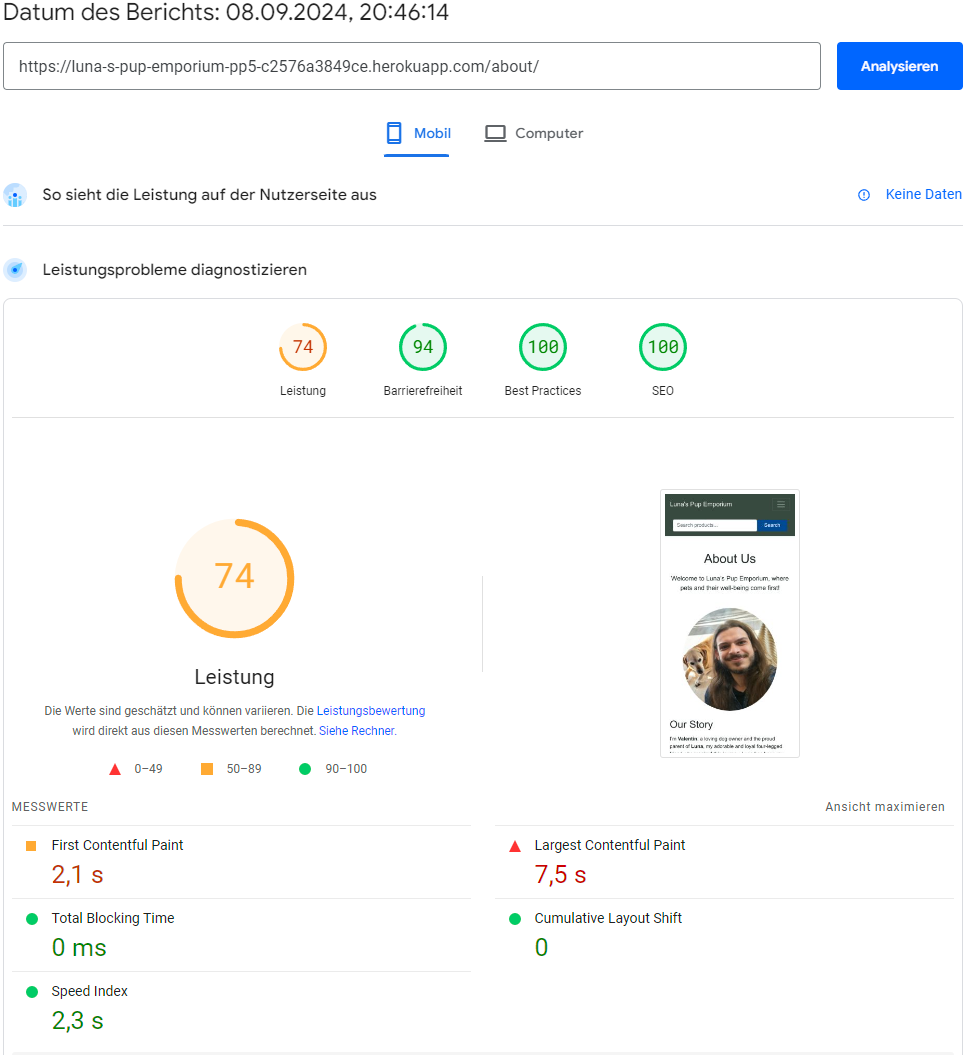 Datum des Berichts: 08.09.2024, 20:46:14
https://luna-s-pup-emporium-pp5-c2576a3849ce.herokuapp.com/about/
Analysieren
Mobil
Computer
So sieht die Leistung auf der Nutzerseite aus
Keine Daten
Leistungsprobleme diagnostizieren
74
94
100
100
Leistung
Barrierefreiheit
Best Practices
SEO
74
Leistung
Die Werte sind geschätzt und können variieren. Die Leistungsbewertung
wird direkt aus diesen Messwerten berechnet. Siehe Rechner.
0–49
50–89
90–100
Luna's Pup Emporium
Search products...
Search
About Us
Welcome to Luna's Pup Emporium, where
pets and their well-being come first!
Our Story
I'm Valentin, a loving dog owner and the proud
parent of Luna, my adorable and loyal four-legged
MESSWERTE
Ansicht maximieren
First Contentful Paint
2,1 s
Largest Contentful Paint
7,5 s
Total Blocking Time
0 ms
Cumulative Layout Shift
0
Speed Index
2,3 s